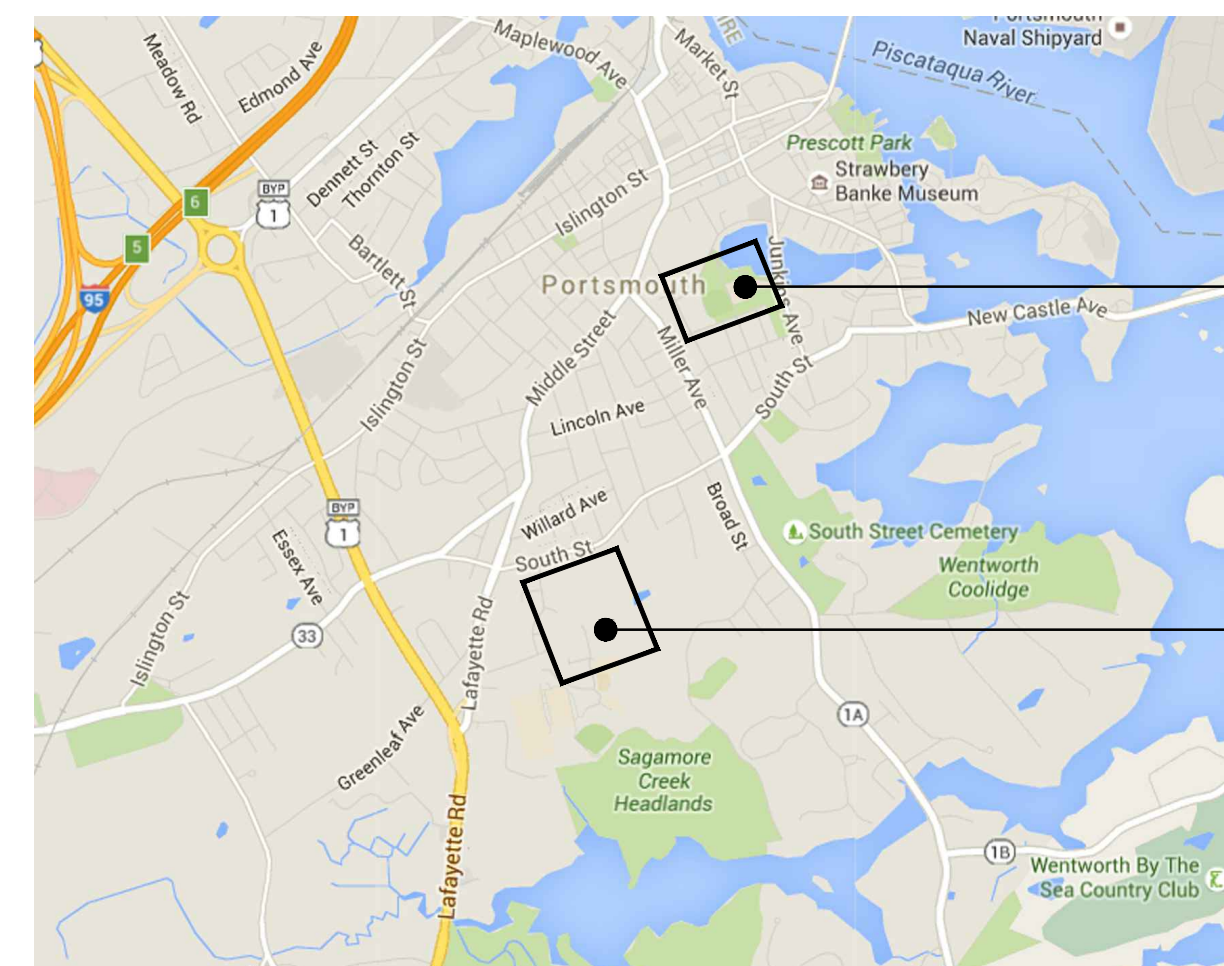 Portsmouth
Naval Shipyard
Maplewood Ave
Market St
Piscataqua River
Meadow Rd
Edmond Ave
Dennett St
Thornton St
Prescott Park
Strawbery
Banke Museum
BYP
1
6
5
95
Islington St
Bartlett St
Portsmouth
Junkins Ave
New Castle Ave
Middle Street
Miller Ave
South St
Islington St
Lincoln Ave
Willard Ave
Broad St
BYP
1
South Street Cemetery
Essex Ave
South St
Wentworth
Coolidge
Islington St
33
Lafayette Rd
1A
Greenleaf Ave
Sagamore
Creek
Headlands
Lafayette Rd
1B
Wentworth By The
Sea Country Club